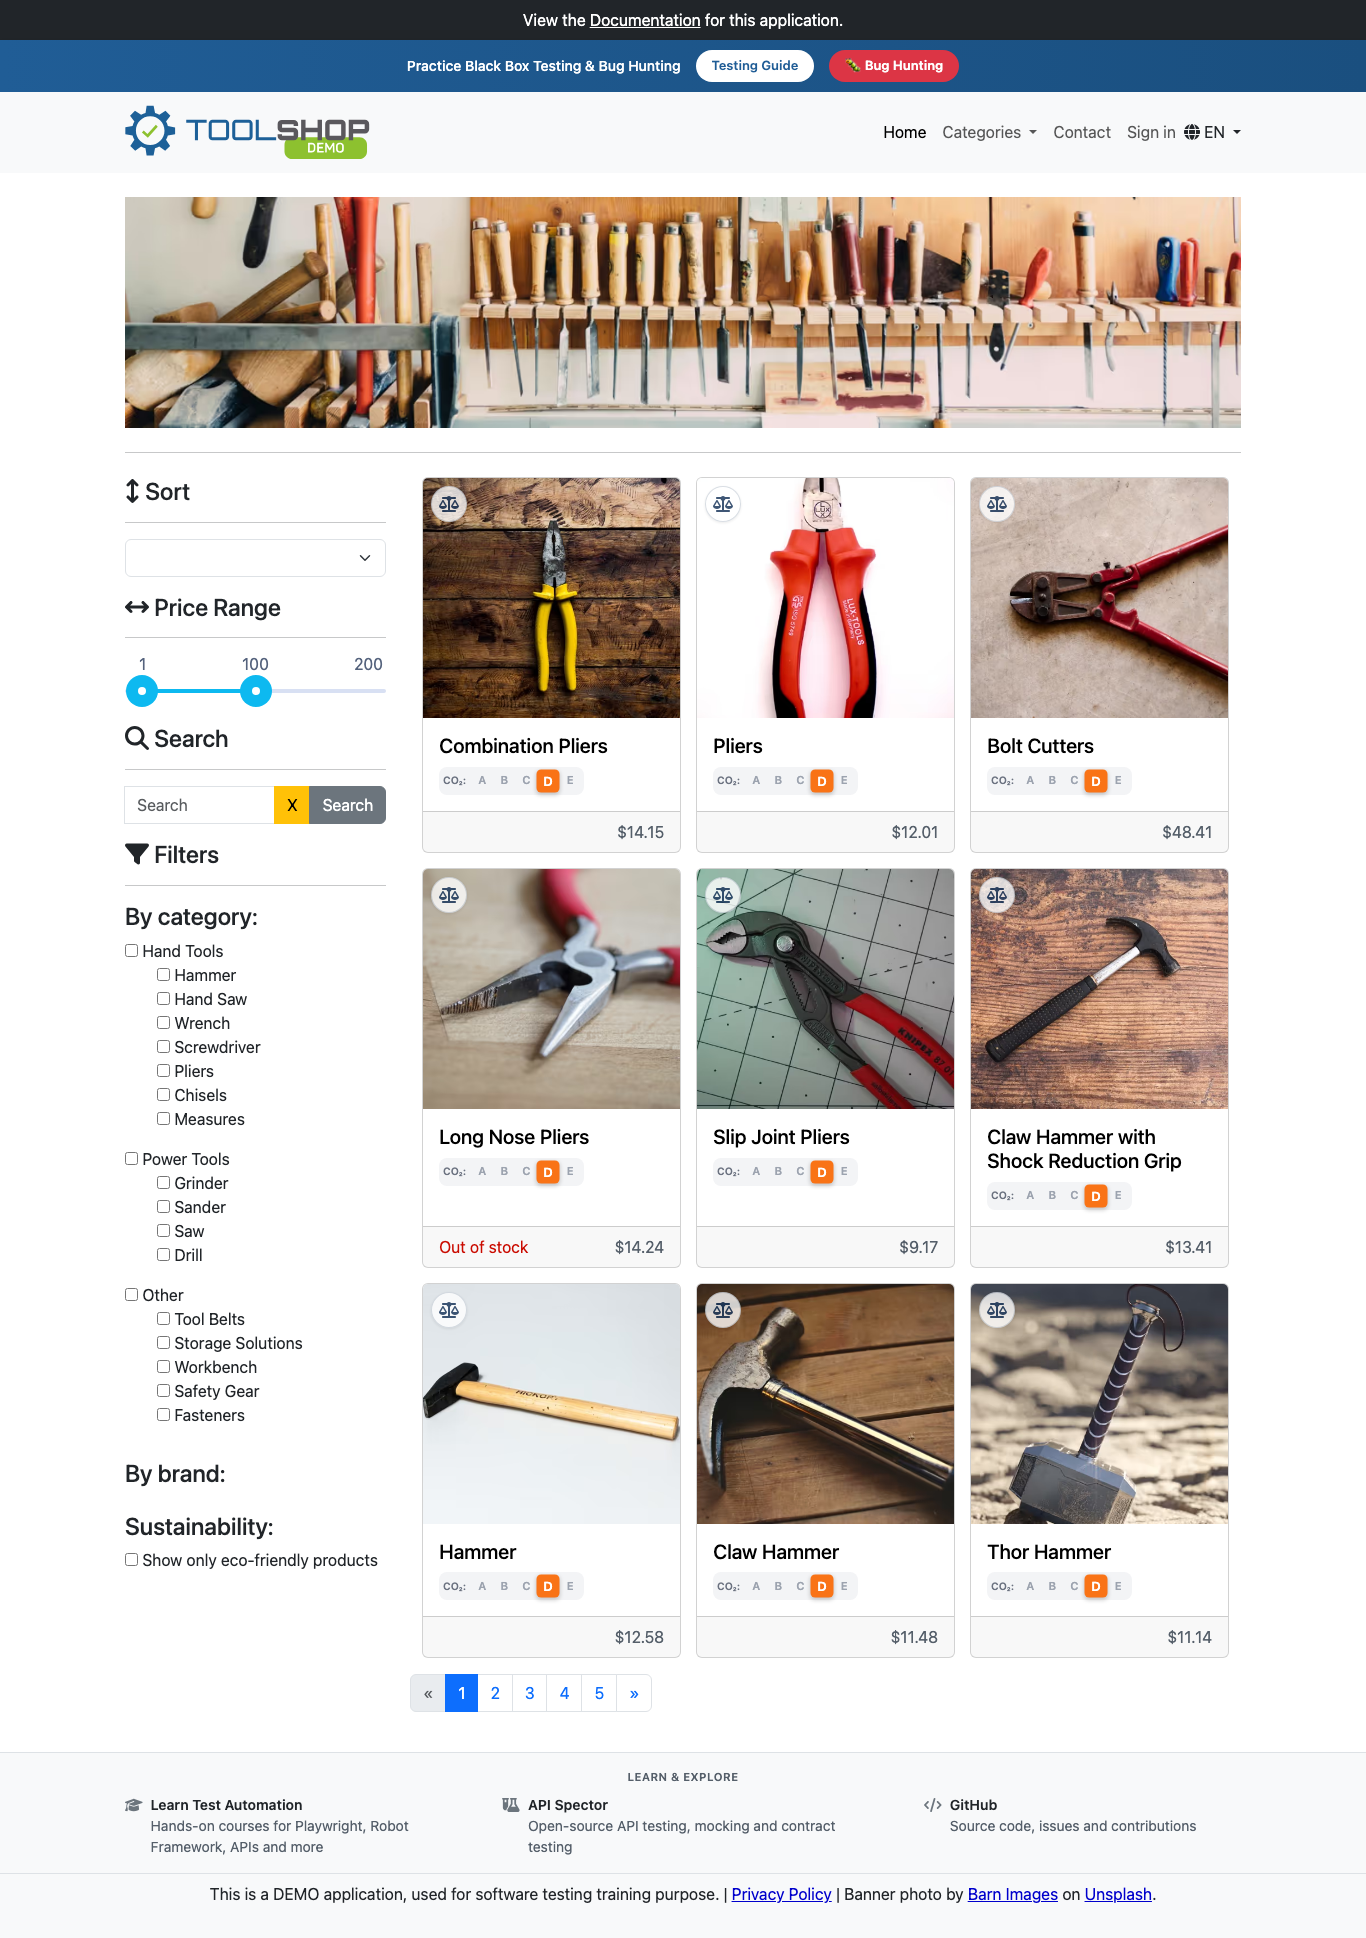 View the Documentation for this application.
Practice Black Box Testing & Bug Hunting Testing Guide 🐛 Bug Hunting
TOOLSHOP
DEMO
Home Categories Contact Sign in EN
Sort
Price Range
1 100 200
Search
Search X Search
Filters
By category:
Hand Tools
Hammer
Hand Saw
Wrench
Screwdriver
Pliers
Chisels
Measures
Power Tools
Grinder
Sander
Saw
Drill
Other
Tool Belts
Storage Solutions
Workbench
Safety Gear
Fasteners
By brand:
Sustainability:
Show only eco-friendly products
Combination Pliers
CO₂: A B C D E
$14.15
LUX
LUX-TOOLS
Pliers
CO₂: A B C D E
$12.01
Bolt Cutters
CO₂: A B C D E
$48.41
Long Nose Pliers
CO₂: A B C D E
Out of stock $14.24
KNIPEX 87 01
Slip Joint Pliers
CO₂: A B C D E
$9.17
Claw Hammer with
Shock Reduction Grip
CO₂: A B C D E
$13.41
Hammer
CO₂: A B C D E
$12.58
Claw Hammer
CO₂: A B C D E
$11.48
Thor Hammer
CO₂: A B C D E
$11.14
« 1 2 3 4 5 »
LEARN & EXPLORE
Learn Test Automation
Hands-on courses for Playwright, Robot
Framework, APIs and more
API Spector
Open-source API testing, mocking and contract
testing
GitHub
Source code, issues and contributions
This is a DEMO application, used for software testing training purpose. | Privacy Policy | Banner photo by Barn Images on Unsplash.